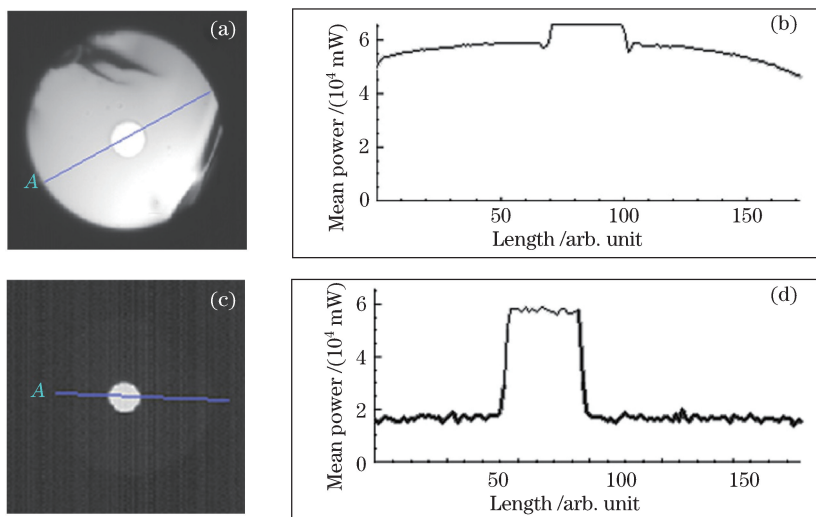 (a)
A
(b)
Mean power /(10⁴ mW)
6
4
2
0
50
100
150
Length /arb. unit
(c)
A
(d)
Mean power /(10⁴ mW)
6
4
2
0
50
100
150
Length /arb. unit